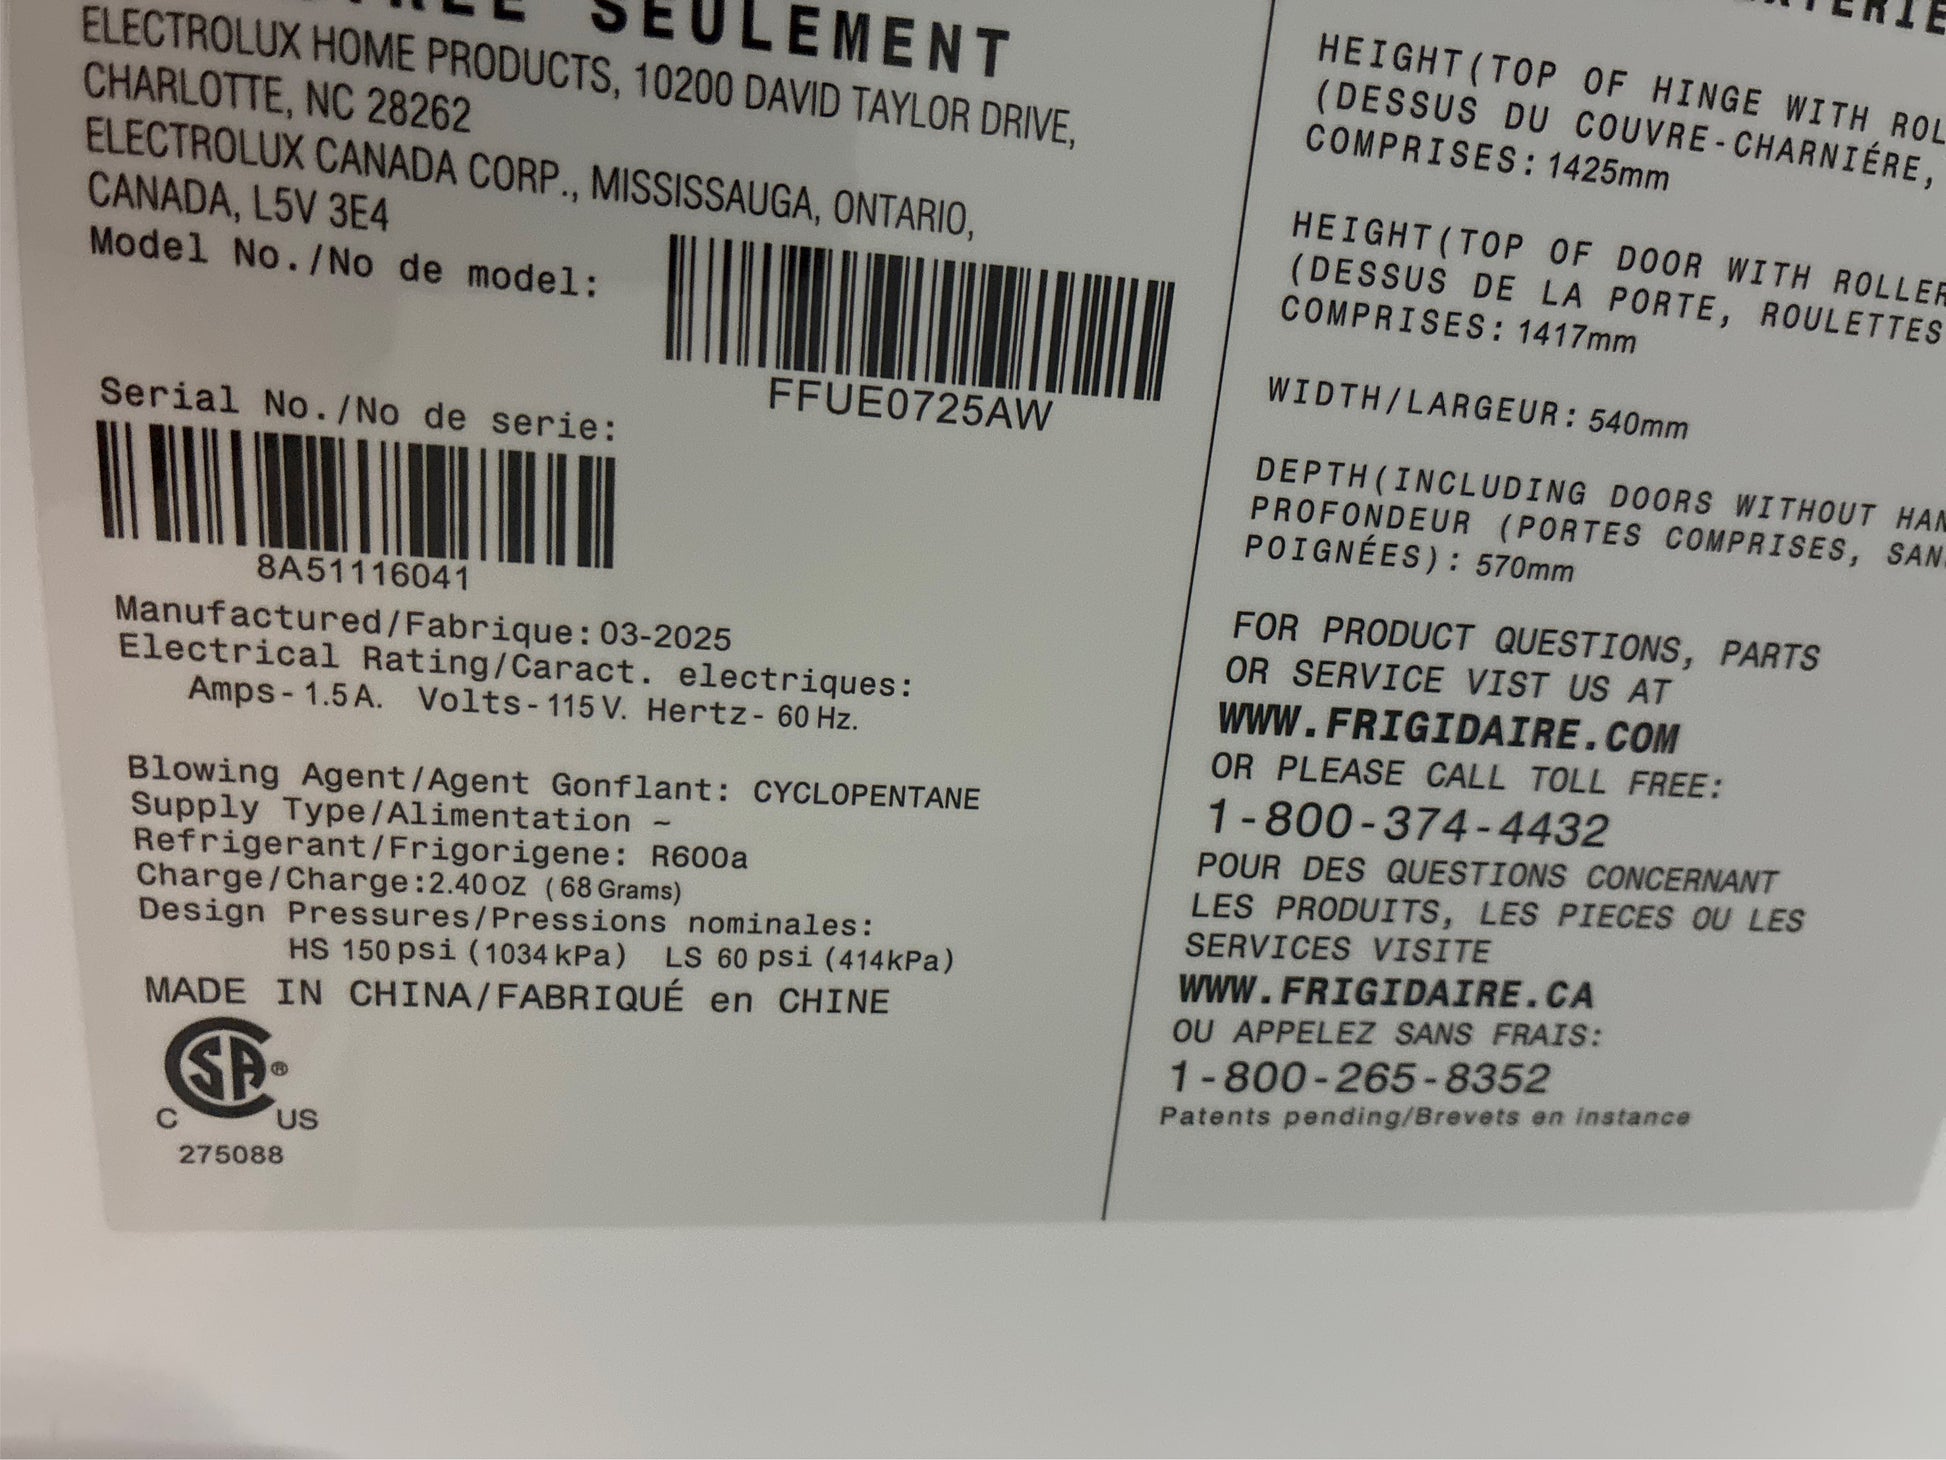 SEULEMENT
ELECTROLUX HOME PRODUCTS, 10200 DAVID TAYLOR DRIVE,
CHARLOTTE, NC 28262
ELECTROLUX CANADA CORP., MISSISSAUGA, ONTARIO,
CANADA, L5V 3E4
Model No./No de model:
FFUE0725AW
Serial No./No de serie:
8A51116041
Manufactured/Fabrique: 03-2025
Electrical Rating/Caract. electriques:
Amps- 1.5 A. Volts- 115 V. Hertz- 60 Hz.
Blowing Agent/Agent Gonflant: CYCLOPENTANE
Supply Type/Alimentation ~
Refrigerant/Frigorigene: R600a
Charge/Charge: 2.40 OZ (68 Grams)
Design Pressures/Pressions nominales:
HS 150 psi (1034 kPa) LS 60 psi (414kPa)
MADE IN CHINA/FABRIQUÉ en CHINE
CSA®
C US
275088
HEIGHT(TOP OF HINGE WITH
(DESSUS DU COUVRE-CHARNIÉRE,
COMPRISES: 1425mm
HEIGHT(TOP OF DOOR WITH
(DESSUS DE LA PORTE, ROULETTES
COMPRISES: 1417mm
WIDTH/LARGEUR: 540mm
DEPTH(INCLUDING DOORS WITHOUT
PROFONDEUR (PORTES COMPRISES,
POIGNÉES): 570mm
FOR PRODUCT QUESTIONS, PARTS
OR SERVICE VIST US AT
WWW.FRIGIDAIRE.COM
OR PLEASE CALL TOLL FREE:
1-800-374-4432
POUR DES QUESTIONS CONCERNANT
LES PRODUITS, LES PIECES OU LES
SERVICES VISITE
WWW.FRIGIDAIRE.CA
OU APPELEZ SANS FRAIS:
1-800-265-8352
Patents pending/Brevets en instance